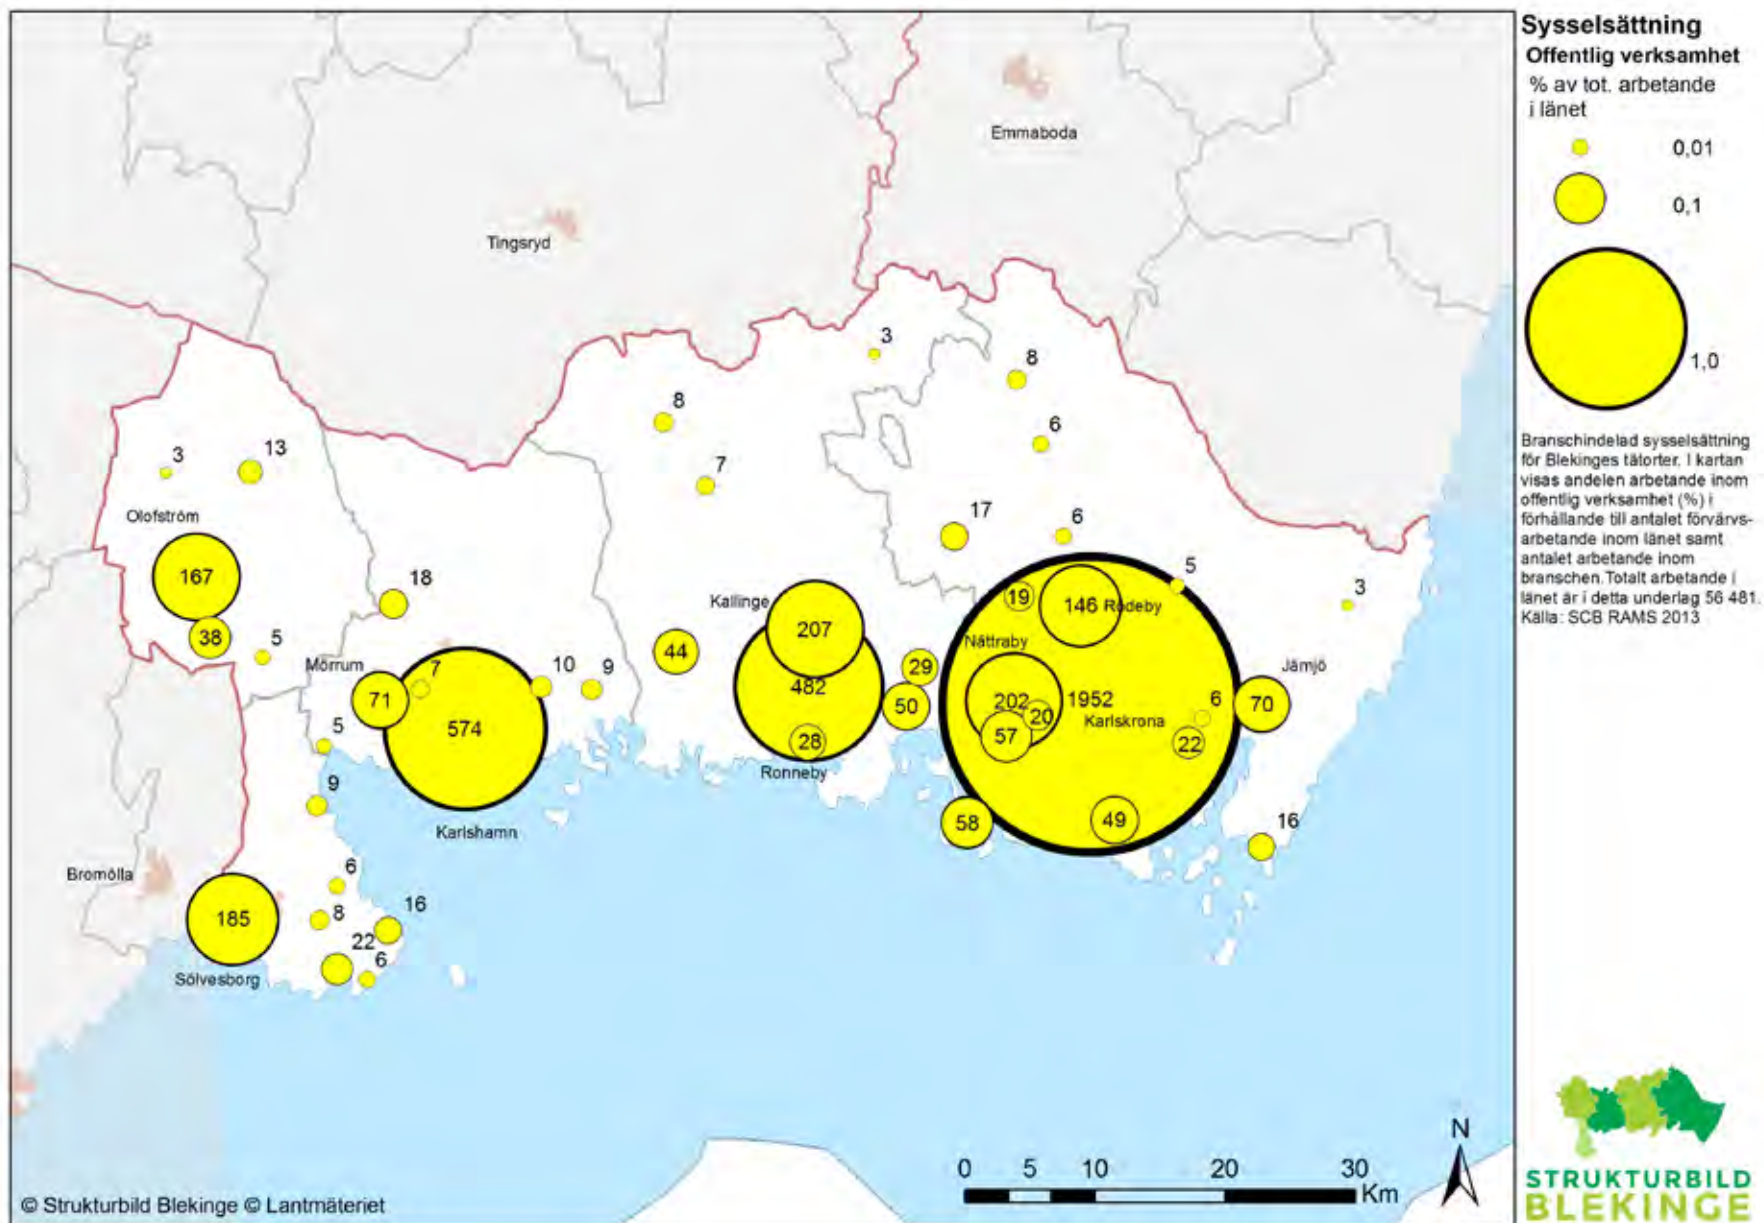 Sysselsättning
Offentlig verksamhet
% av tot. arbetande
i länet
0,01
0,1
1,0
Branschindelad sysselsättning
för Blekinges tätorter. I kartan
visas andelen arbetande inom
offentlig verksamhet (%) i
förhållande till antalet förvärvs-
arbetande inom länet samt
antalet arbetande inom
branschen. Totalt arbetande i
länet är i detta underlag 56 481.
Källa: SCB RAMS 2013
Emmaboda
Tingsryd
3
8
8
6
3
13
7
Olofström
17
6
167
18
5
3
19
146 Rödeby
Kallinge
207
38
5
44
Nättraby
29
Mörrum
7
10
9
Jämjö
71
482
50
202
20
1952
Karlskrona
6
70
574
28
57
22
5
Ronneby
9
Karlshamn
58
49
16
Bromölla
6
185
8
16
22
6
Sölvesborg
N
0 5 10 20 30
Km
© Strukturbild Blekinge © Lantmäteriet
STRUKTURBILD
BLEKINGE